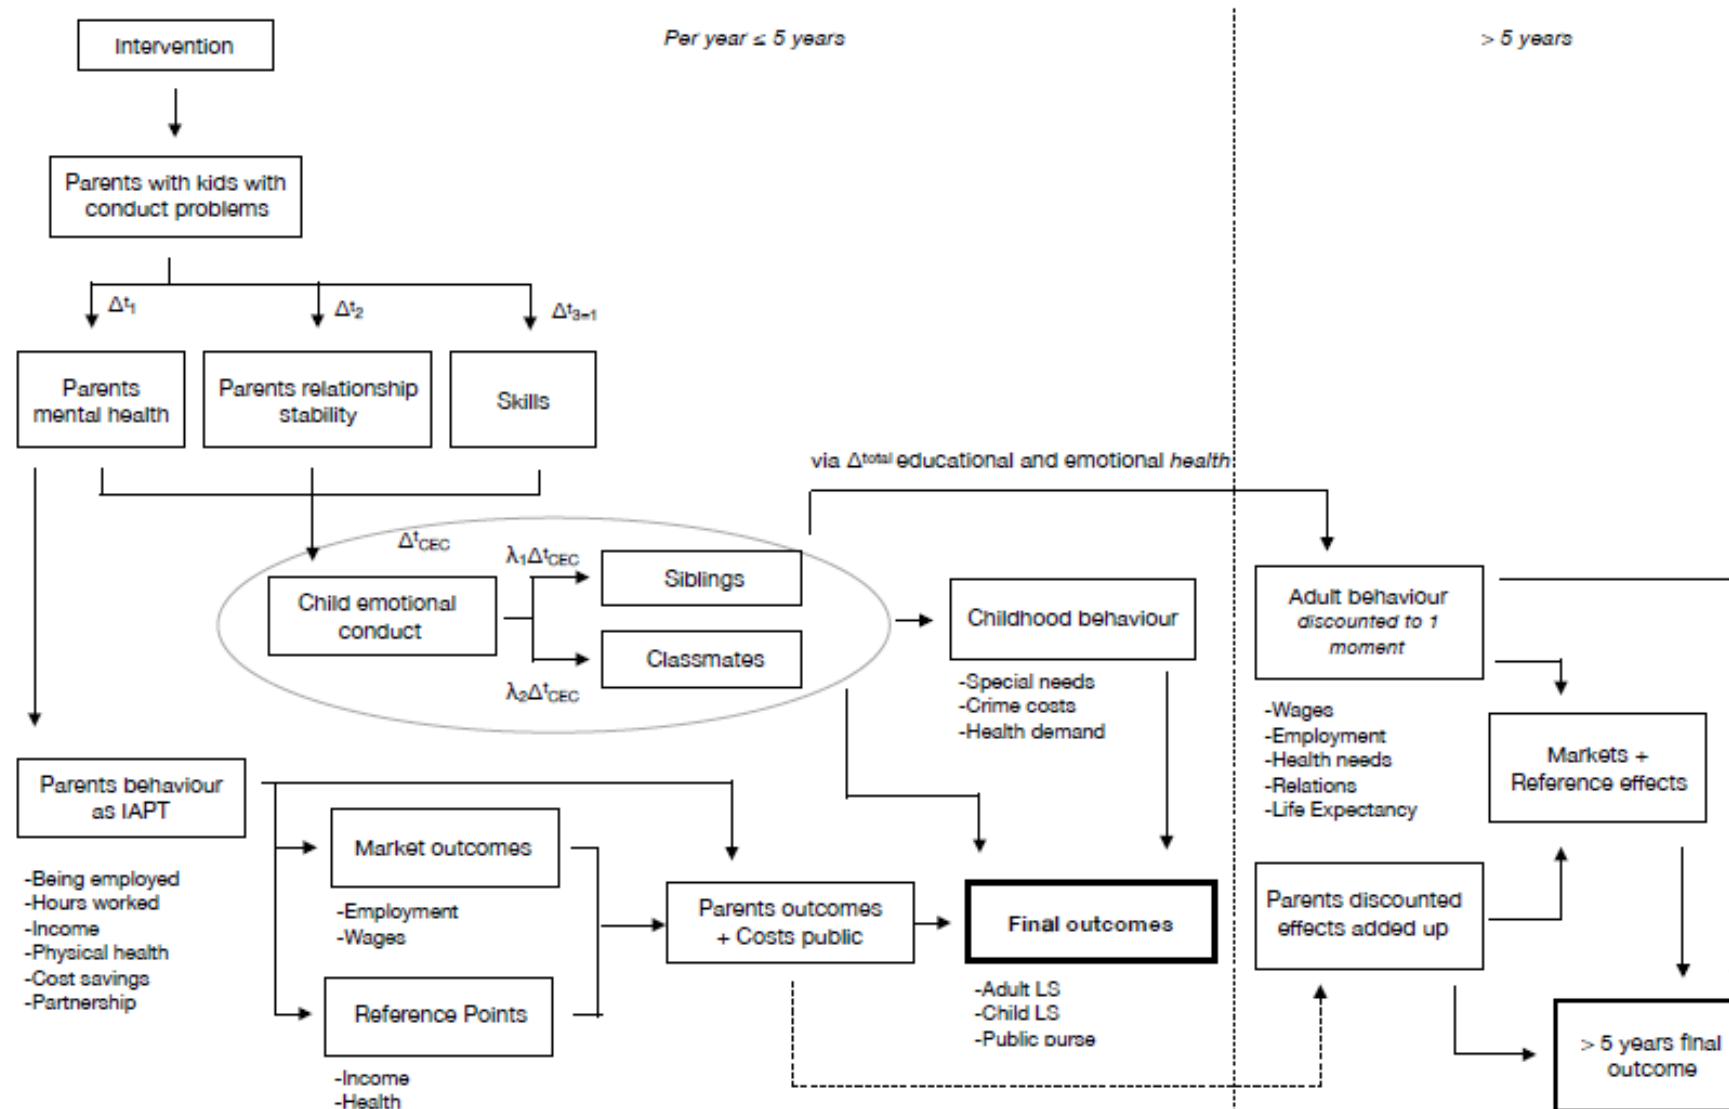 Intervention
Per year ≤ 5 years
> 5 years
Parents with kids with
conduct problems
Δt1
Δt2
Δt3=1
Parents
mental health
Parents relationship
stability
Skills
via Δtotal educational and emotional health
ΔtCEC
λ1ΔtCEC
Siblings
Child emotional
conduct
Classmates
λ2ΔtCEC
Childhood behaviour
-Special needs
-Crime costs
-Health demand
Adult behaviour
discounted to 1
moment
-Wages
-Employment
-Health needs
-Relations
-Life Expectancy
Markets +
Reference effects
Parents behaviour
as IAPT
-Being employed
-Hours worked
-Income
-Physical health
-Cost savings
-Partnership
Market outcomes
-Employment
-Wages
Reference Points
-Income
-Health
Parents outcomes
+ Costs public
Final outcomes
-Adult LS
-Child LS
-Public purse
Parents discounted
effects added up
> 5 years final
outcome